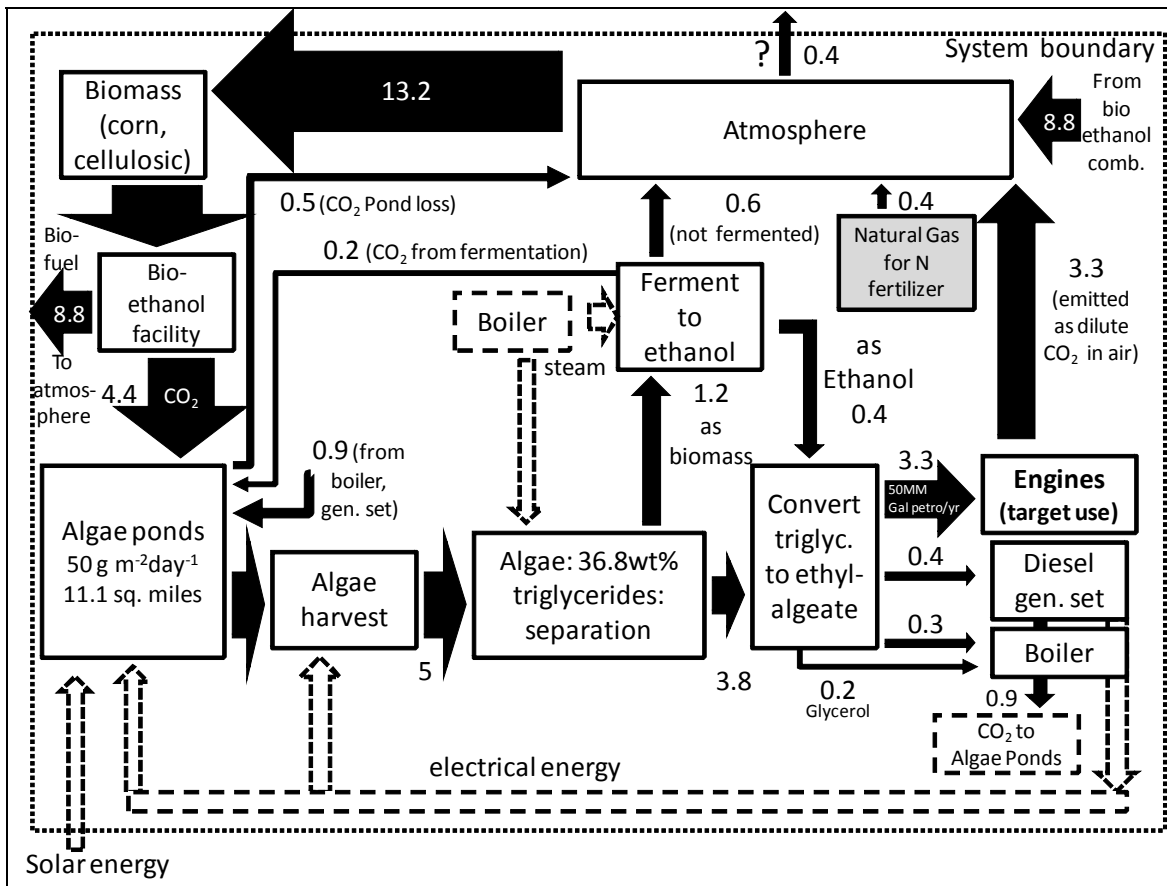 ?
0.4
System boundary
Biomass
(corn,
cellulosic)
13.2
Atmosphere
8.8
From
bio
ethanol
comb.
0.5 (CO2 Pond loss)
0.6
(not fermented)
0.4
Natural Gas
for N
fertilizer
3.3
(emitted
as dilute
CO2 in air)
Bio-
fuel
8.8
To
atmos-
phere
Bio-
ethanol
facility
0.2 (CO2 from fermentation)
Boiler
steam
Ferment
to
ethanol
as
Ethanol
0.4
4.4
CO2
1.2
as
biomass
0.9 (from
boiler,
gen. set)
Algae ponds
50 g m-2day-1
11.1 sq. miles
Algae
harvest
5
Algae: 36.8wt%
triglycerides:
separation
3.8
Convert
triglyc.
to ethyl-
algeate
3.3
50MM
Gal petro/yr
Engines
(target use)
0.4
Diesel
gen. set
0.3
Boiler
0.2
Glycerol
0.9
CO2 to
Algae Ponds
electrical energy
Solar energy